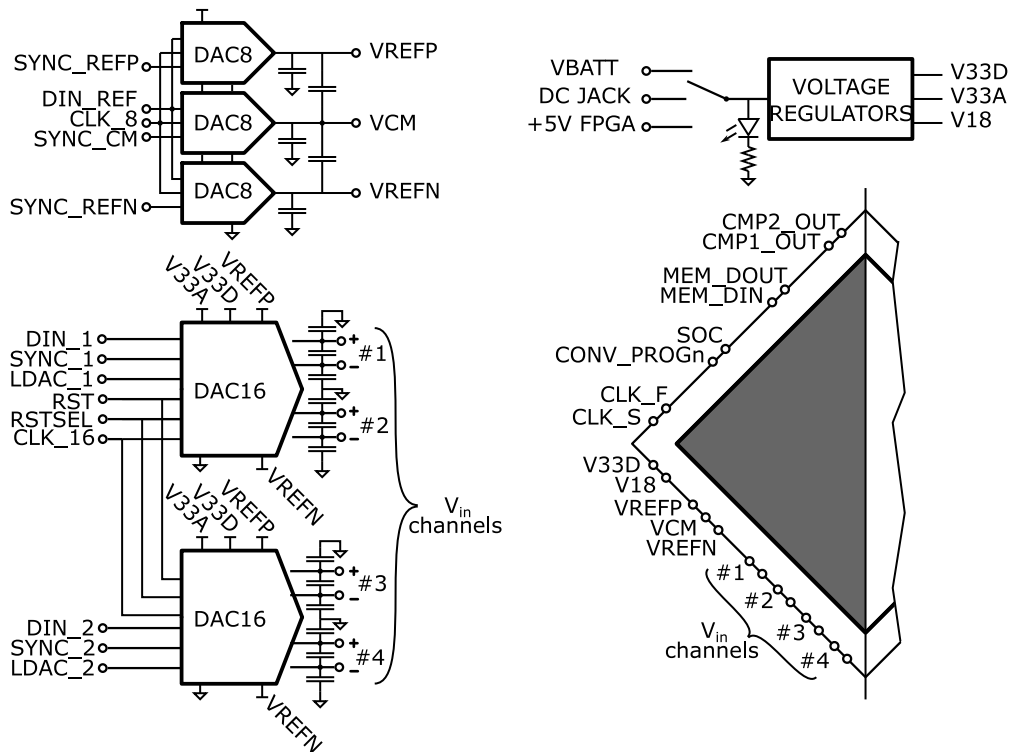 DAC8
VREFP
SYNC_REFP
DIN_REF
CLK_8
SYNC_CM
DAC8
VCM
DAC8
VREFN
SYNC_REFN
VBATT
DC JACK
+5V FPGA
VOLTAGE
REGULATORS
V33D
V33A
V18
V33A
V33D
VREFP
DIN_1
SYNC_1
LDAC_1
RST
RSTSEL
CLK_16
DAC16
+
#1
-
+
#2
-
VREFN
V33A
V33D
VREFP
DAC16
DIN_2
SYNC_2
LDAC_2
+
#3
-
+
#4
-
VREFN
Vin
channels
CMP2_OUT
CMP1_OUT
MEM_DOUT
MEM_DIN
SOC
CONV_PROGn
CLK_F
CLK_S
V33D
V18
VREFP
VCM
VREFN
#1
#2
#3
#4
Vin
channels